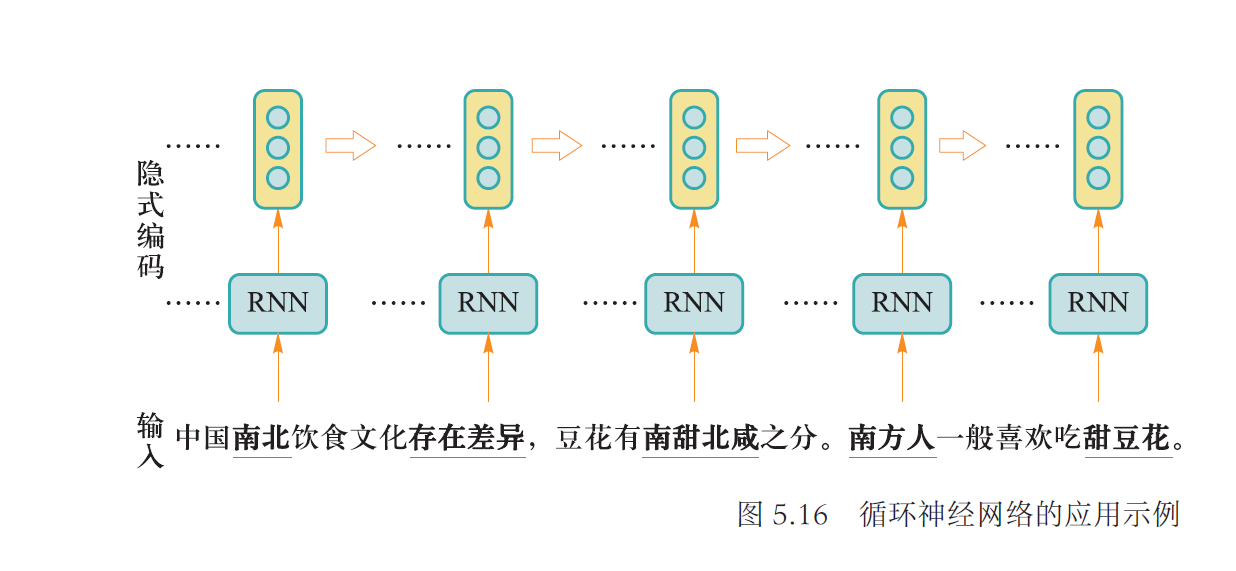 …… …… …… …… ……
隐式编码
…… RNN …… RNN …… RNN …… RNN …… RNN
输入
中国南北饮食文化存在差异，豆花有南甜北咸之分。南方人一般喜欢吃甜豆花。
图 5.16 循环神经网络的应用示例